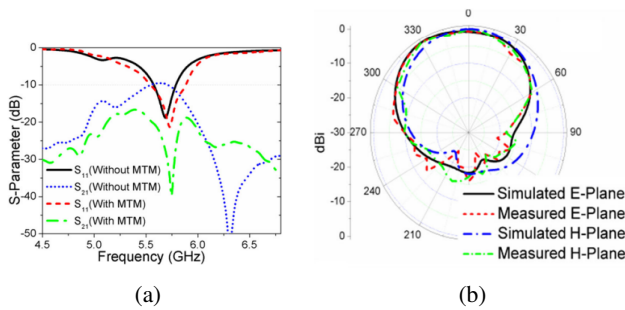 0
-10
-20
-30
-40
-50
S-Parameter (dB)
S11(Without MTM)
S21(Without MTM)
S11(With MTM)
S21(With MTM)
4.5 5.0 5.5 6.0 6.5
Frequency (GHz)
(a)
0
-10
-20
-30
-20
-10
0
dBi
0
30
60
90
210
240
270
300
330
Simulated E-Plane
Measured E-Plane
Simulated H-Plane
Measured H-Plane
(b)